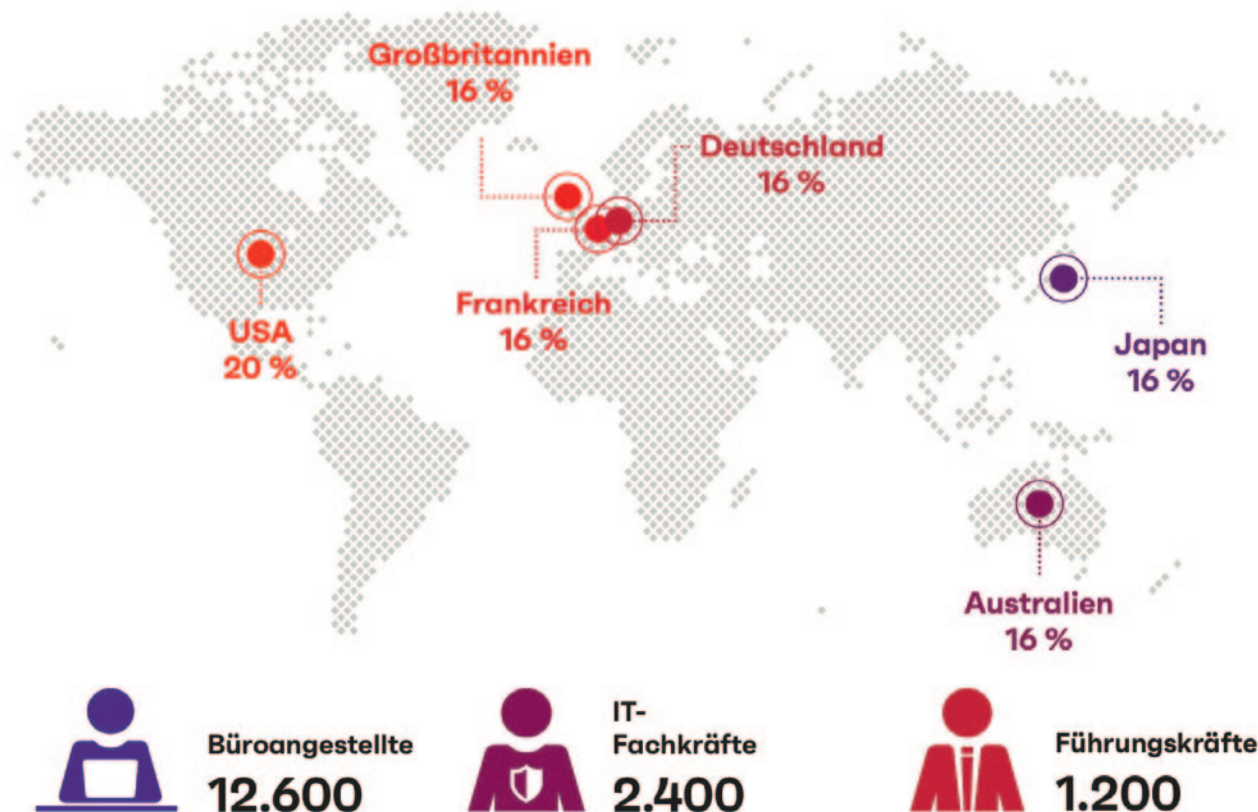 Großbritannien
16 %
Deutschland
16 %
USA
20 %
Frankreich
16 %
Japan
16 %
Australien
16 %
Büroangestellte
12.600
IT-
Fachkräfte
2.400
Führungskräfte
1.200